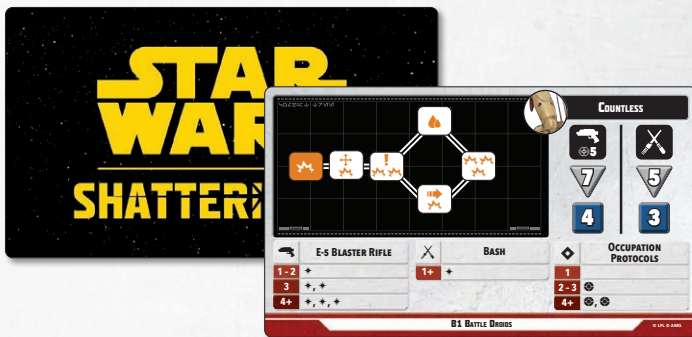 STAR
WAR
SHATTER
COUNTLESS
5
7
5
4
3
E-5 BLASTER RIFLE
1 - 2
3
4+
BASH
1+
OCCUPATION
PROTOCOLS
1
2 - 3
4+
B1 BATTLE DROIDS
© LFL © AMG